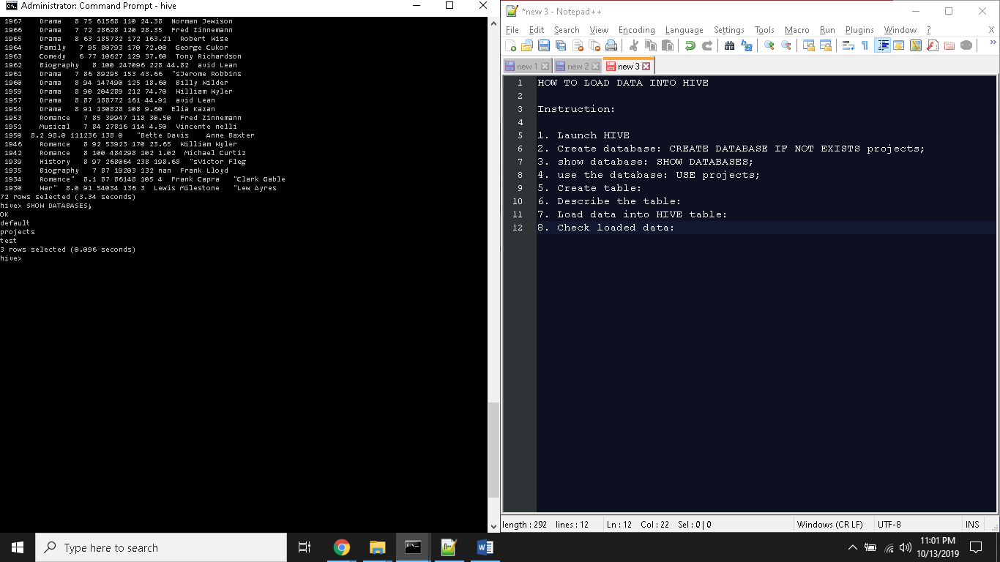 Administrator: Command Prompt - hive
1967 Drama 8 75 61568 110 24.38 Norman Jewison
1966 Drama 7 72 28628 120 28.35 Fred Zinnemann
1965 Drama 8 63 185732 172 163.21 Robert Wise
1964 Family 7 95 80793 170 72.00 George Cukor
1963 Comedy 6 77 10627 129 37.60 Tony Richardson
1962 Biography 8 100 247096 228 44.82 avid Lean
1961 Drama 7 86 89295 153 43.66 "sJerome Robbins
1960 Drama 8 94 147490 125 18.60 Billy Wilder
1959 Drama 8 90 204289 212 74.70 William Wyler
1957 Drama 8 87 188772 161 44.91 avid Lean
1954 Drama 8 91 130828 108 9.60 Elia Kazan
1953 Romance 7 85 39947 118 30.50 Fred Zinnemann
1951 Musical 7 84 27816 114 4.50 Vincente nelli
1950 8.2 98.0 111236 138 0 "Bette Davis Anne Baxter
1946 Romance 8 92 53923 170 23.65 William Wyler
1942 Romance 8 100 484298 102 1.02 Michael Curtiz
1939 History 8 97 268064 238 198.68 "sVictor Fleg
1935 Biography 7 87 19203 132 nan Frank Lloyd
1934 Romance" 8.1 87 86148 105 4 Frank Capra "Clark Gable
1930 War" 8.0 91 54034 136 3 Lewis Milestone "Lew Ayres
72 rows selected (3.34 seconds)
hive> SHOW DATABASES;
OK
default
projects
test
3 rows selected (0.096 seconds)
hive>
*new 3 - Notepad++
File Edit Search View Encoding Language Settings Tools Macro Run Plugins Window ? X
new 1 new 2 new 3
1 HOW TO LOAD DATA INTO HIVE
2
3 Instruction:
4
5 1. Launch HIVE
6 2. Create database: CREATE DATABASE IF NOT EXISTS projects;
7 3. show database: SHOW DATABASES;
8 4. use the database: USE projects;
9 5. Create table:
10 6. Describe the table:
11 7. Load data into HIVE table:
12 8. Check loaded data:
length : 292 lines : 12 Ln : 12 Col : 22 Sel : 0 | 0 Windows (CR LF) UTF-8 INS
Type here to search
11:01 PM
10/13/2019